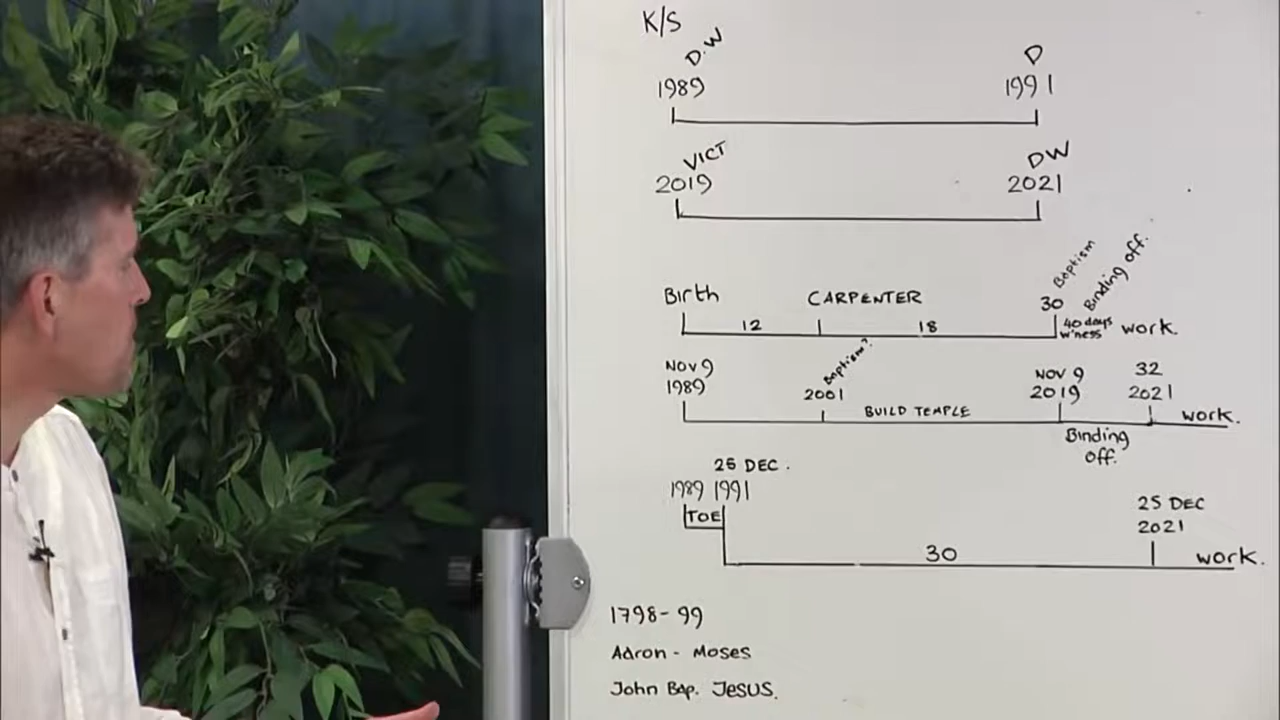 K/S
D.W D
1989 1991
VICT DW
2019 2021
Baptism
Binding off.
Birth CARPENTER 30
12 18 40 days work.
w'ness
Baptism?
NOV 9 NOV 9 32
1989 2001 2019 2021
BUILD TEMPLE work.
Binding
off.
25 DEC.
1989 1991 25 DEC
TOE 2021
30 work.
1798-99
Aaron - Moses
John Bap. JESUS.